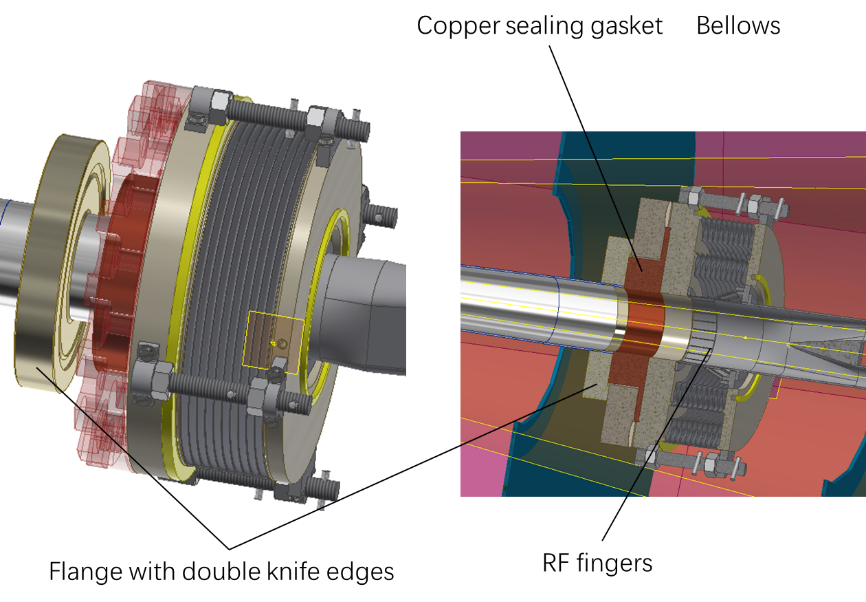 Copper sealing gasket
Bellows
Flange with double knife edges
RF fingers